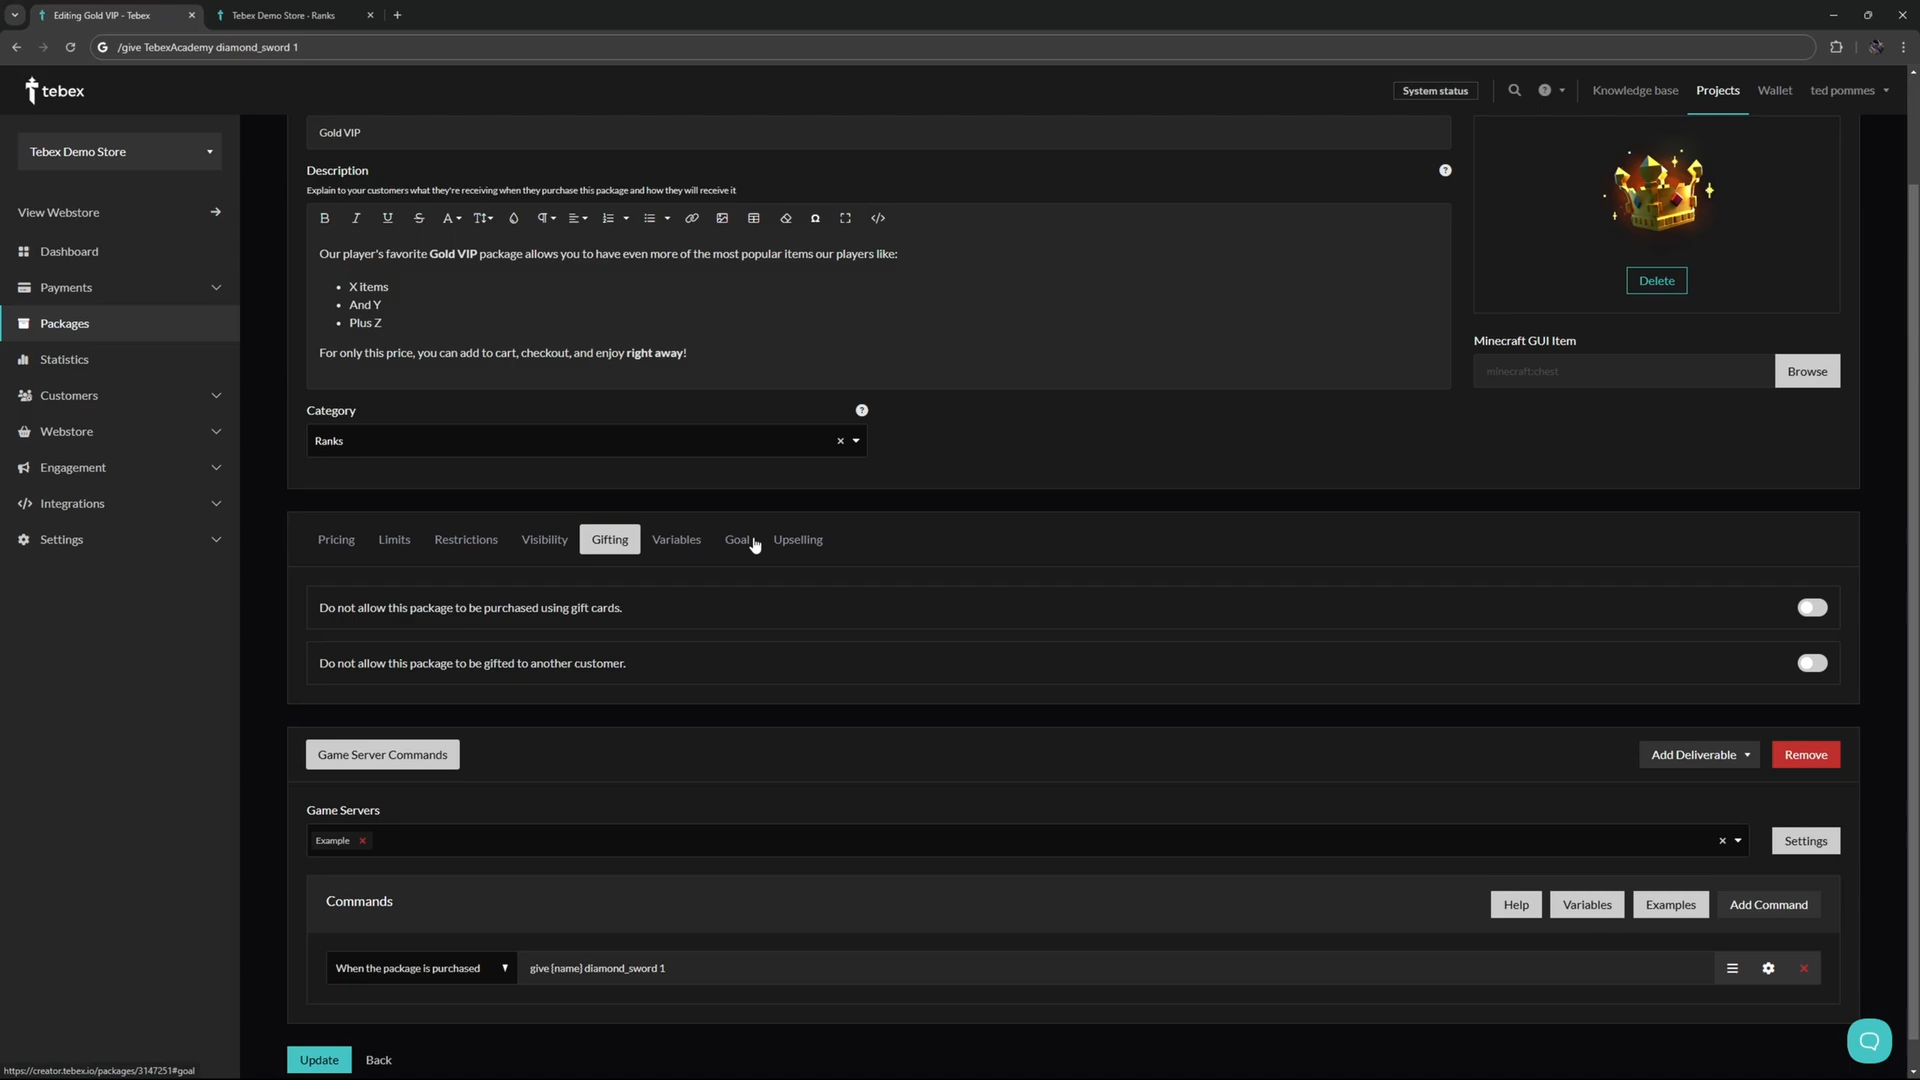 Editing Gold VIP - Tebex
Tebex Demo Store - Ranks
/give TebexAcademy diamond_sword 1
tebex
System status
Knowledge base
Projects
Wallet
ted pommes
Tebex Demo Store
View Webstore
Dashboard
Payments
Packages
Statistics
Customers
Webstore
Engagement
Integrations
Settings
Gold VIP
Description
Explain to your customers what they're receiving when they purchase this package and how they will receive it
Our player's favorite Gold VIP package allows you to have even more of the most popular items our players like:
• X items
• And Y
• Plus Z
For only this price, you can add to cart, checkout, and enjoy right away!
Category
Ranks
Delete
Minecraft GUI Item
minecraft:chest
Browse
Pricing
Limits
Restrictions
Visibility
Gifting
Variables
Goal
Upselling
Do not allow this package to be purchased using gift cards.
Do not allow this package to be gifted to another customer.
Game Server Commands
Add Deliverable
Remove
Game Servers
Example
Settings
Commands
Help
Variables
Examples
Add Command
When the package is purchased
give {name} diamond_sword 1
Update
Back
https://creator.tebex.io/packages/3147251#goal